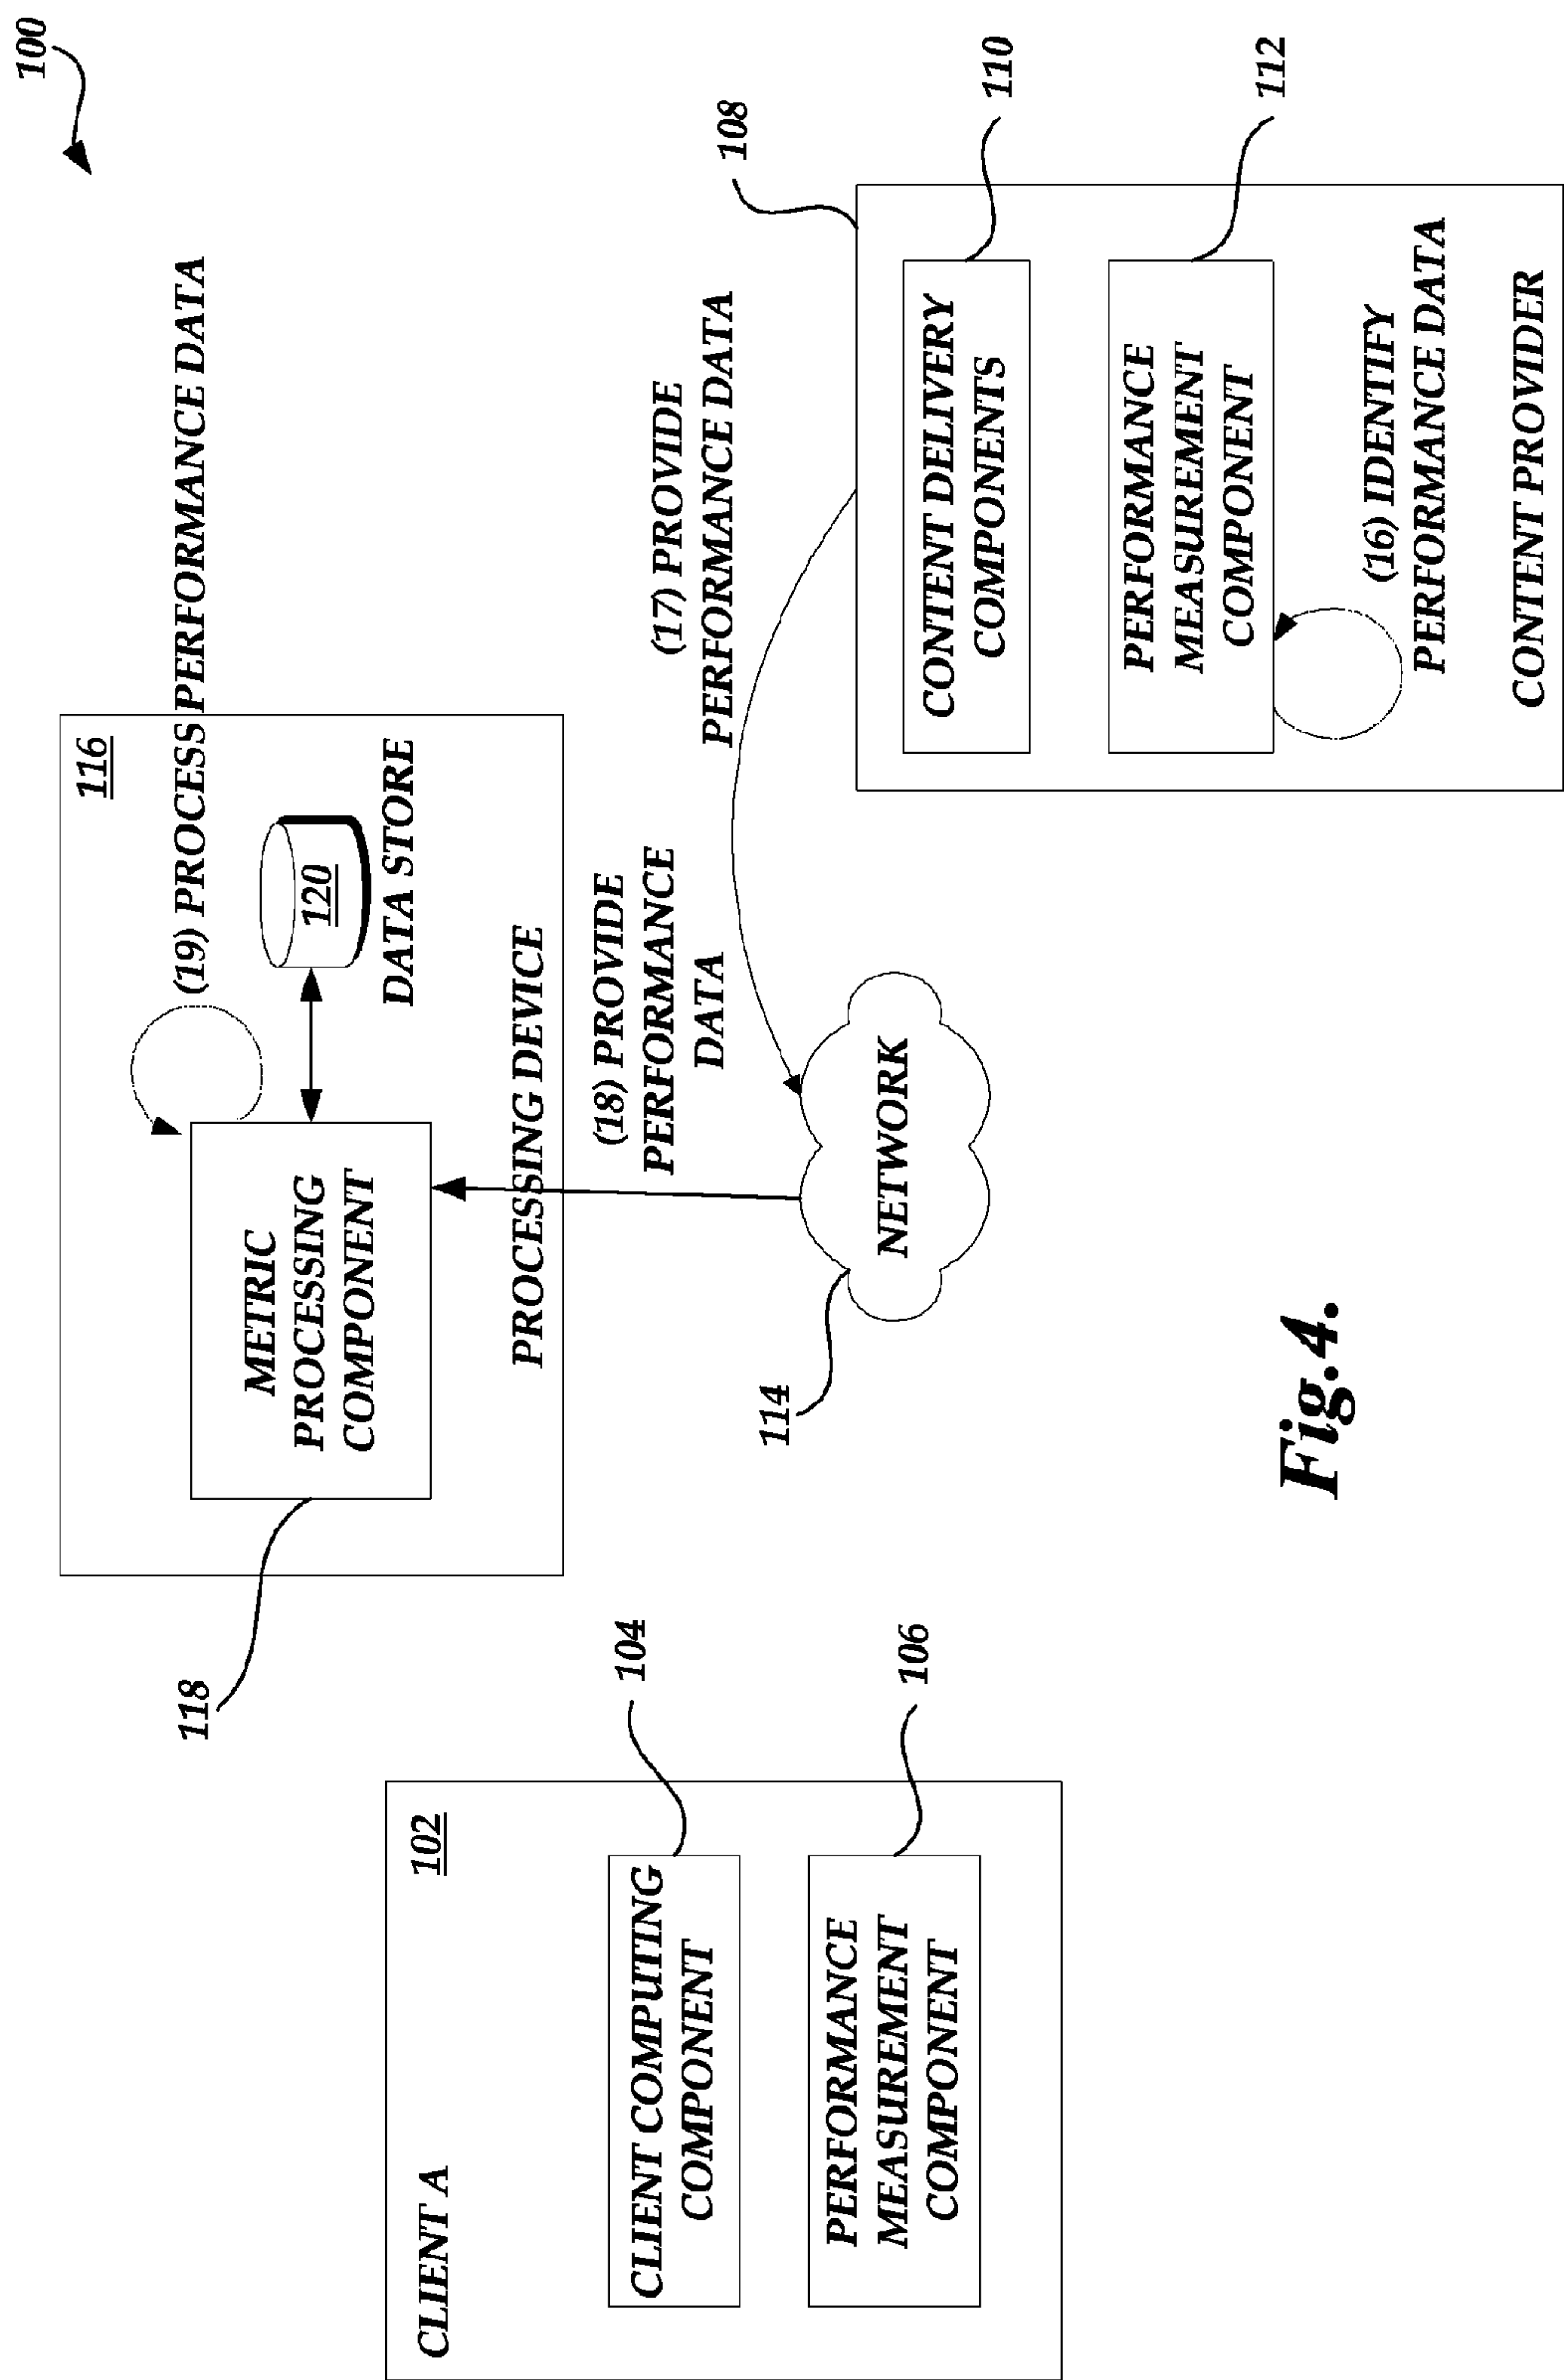 100
116
(19) PROCESS PERFORMANCE DATA
120
DATA STORE
METRIC
PROCESSING
COMPONENT
PROCESSING DEVICE
118
CLIENT A
102
CLIENT COMPUTING
COMPONENT
104
PERFORMANCE
MEASUREMENT
COMPONENT
106
(18) PROVIDE
PERFORMANCE
DATA
(17) PROVIDE
PERFORMANCE DATA
NETWORK
114
108
CONTENT DELIVERY
COMPONENTS
110
PERFORMANCE
MEASUREMENT
COMPONENT
112
(16) IDENTIFY
PERFORMANCE DATA
CONTENT PROVIDER
Fig.4.